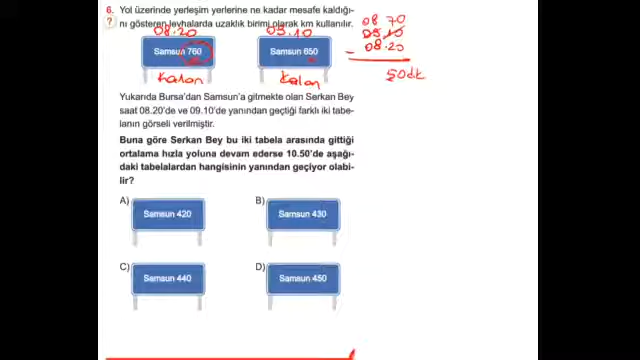 6. Yol üzerinde yerleşim yerlerine ne kadar mesafe kaldığı-
? nı gösteren levhalarda uzaklık birimi olarak km kullanılır.
08.20 09.10
Samsun 760 Samsun 650
Kalan Kalan
08 70
09.10
- 08.20
50dk
Yukarıda Bursa'dan Samsun'a gitmekte olan Serkan Bey
saat 08.20'de ve 09.10'de yanından geçtiği farklı iki tabe-
lanın görseli verilmiştir.
Buna göre Serkan Bey bu iki tabela arasında gittiği
ortalama hızla yoluna devam ederse 10.50'de aşağı-
daki tabelalardan hangisinin yanından geçiyor olabi-
lir?
A) Samsun 420 B) Samsun 430
C) Samsun 440 D) Samsun 450